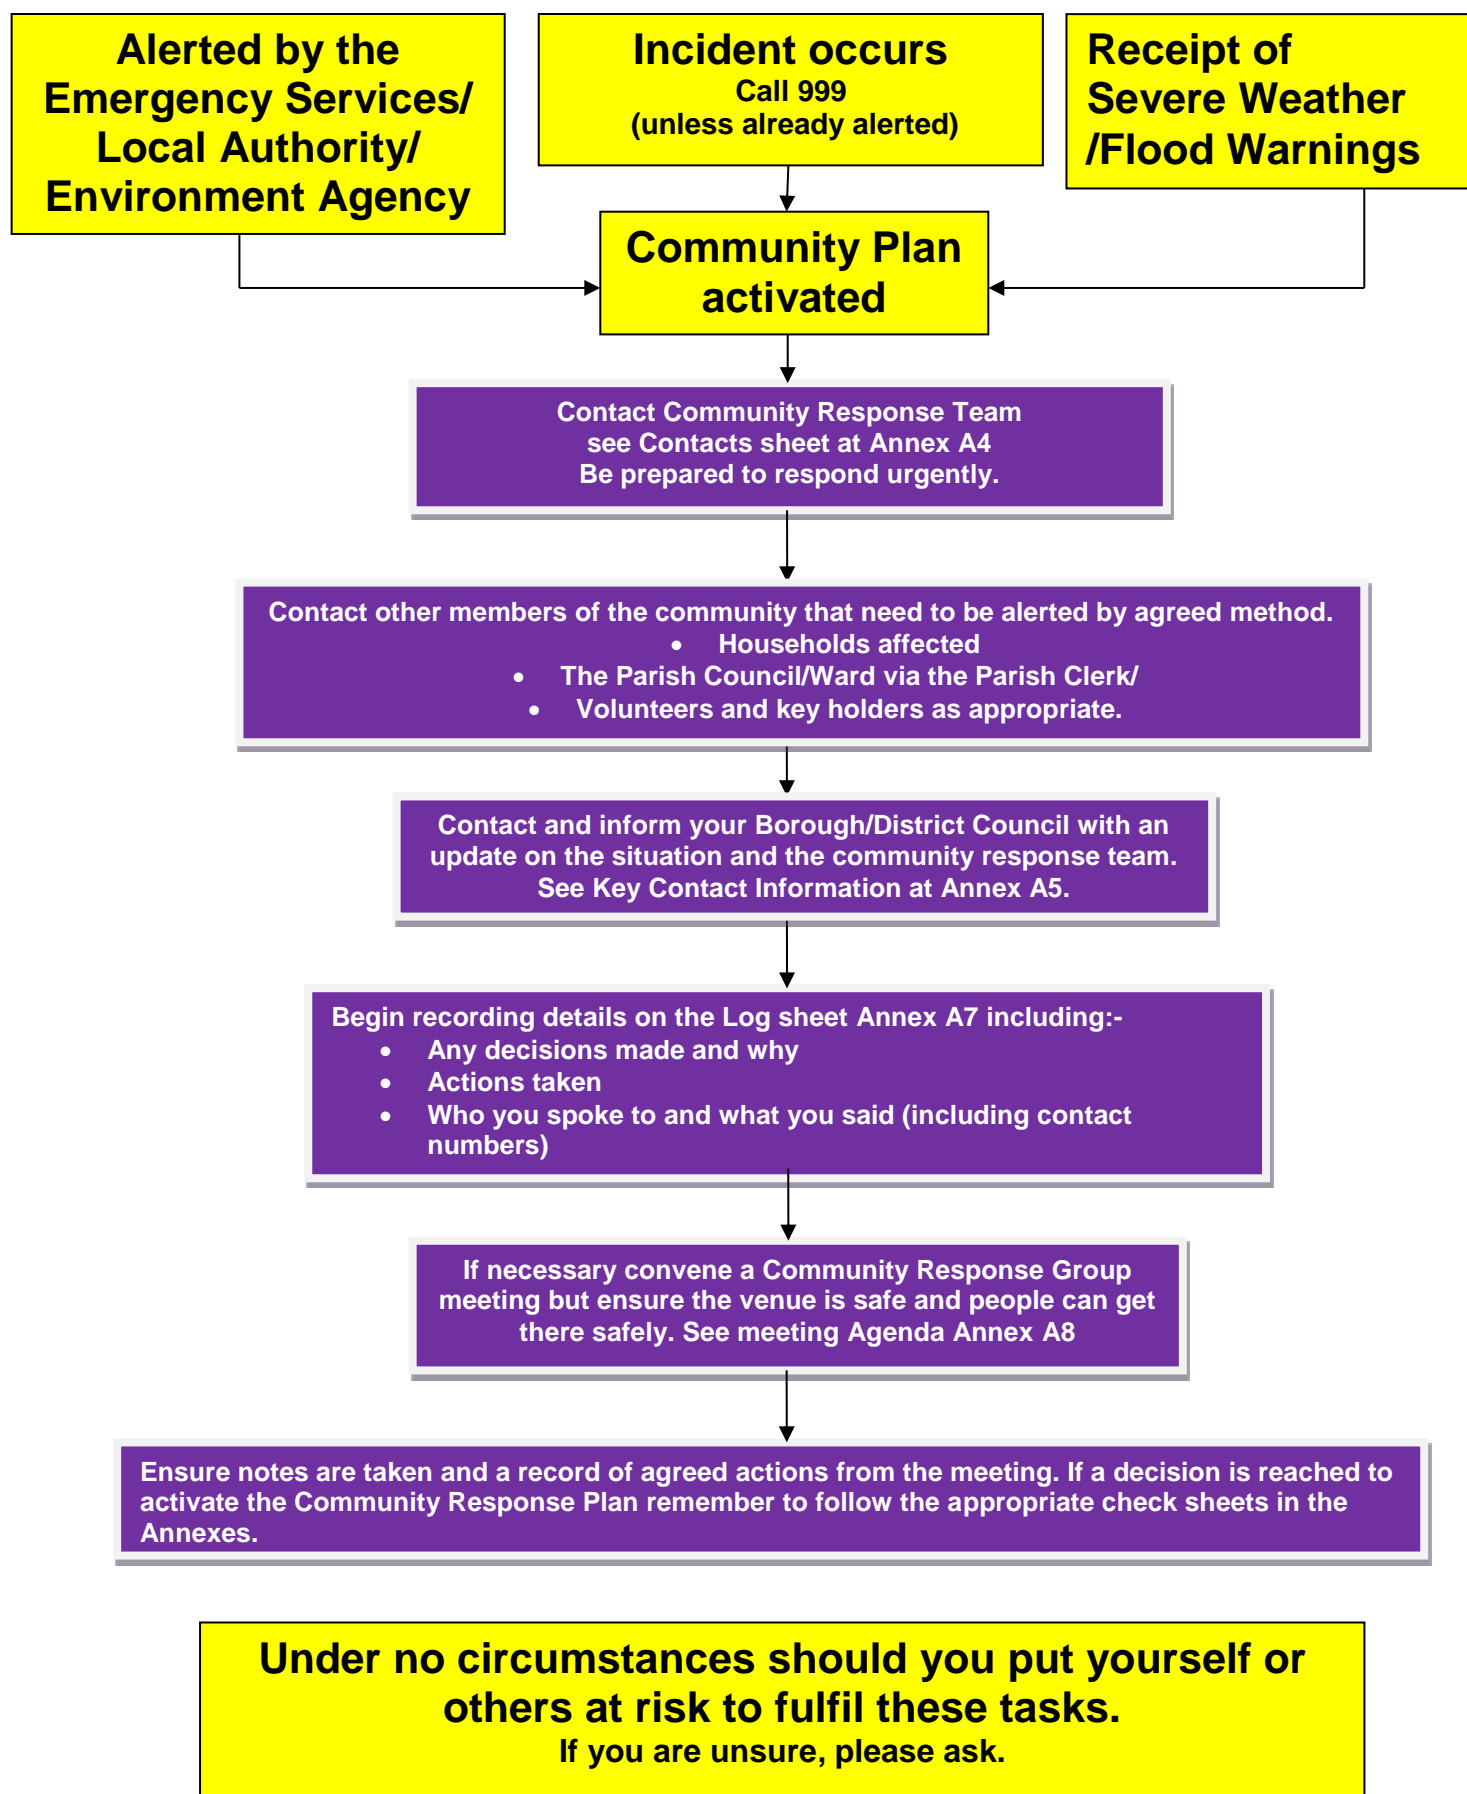 Alerted by the
Emergency Services/
Local Authority/
Environment Agency
Incident occurs
Call 999
(unless already alerted)
Receipt of
Severe Weather
/Flood Warnings
Community Plan
activated
Contact Community Response Team
see Contacts sheet at Annex A4
Be prepared to respond urgently.
Contact other members of the community that need to be alerted by agreed method.
• Households affected
• The Parish Council/Ward via the Parish Clerk/
• Volunteers and key holders as appropriate.
Contact and inform your Borough/District Council with an
update on the situation and the community response team.
See Key Contact Information at Annex A5.
Begin recording details on the Log sheet Annex A7 including:-
• Any decisions made and why
• Actions taken
• Who you spoke to and what you said (including contact
numbers)
If necessary convene a Community Response Group
meeting but ensure the venue is safe and people can get
there safely. See meeting Agenda Annex A8
Ensure notes are taken and a record of agreed actions from the meeting. If a decision is reached to
activate the Community Response Plan remember to follow the appropriate check sheets in the
Annexes.
Under no circumstances should you put yourself or
others at risk to fulfil these tasks.
If you are unsure, please ask.